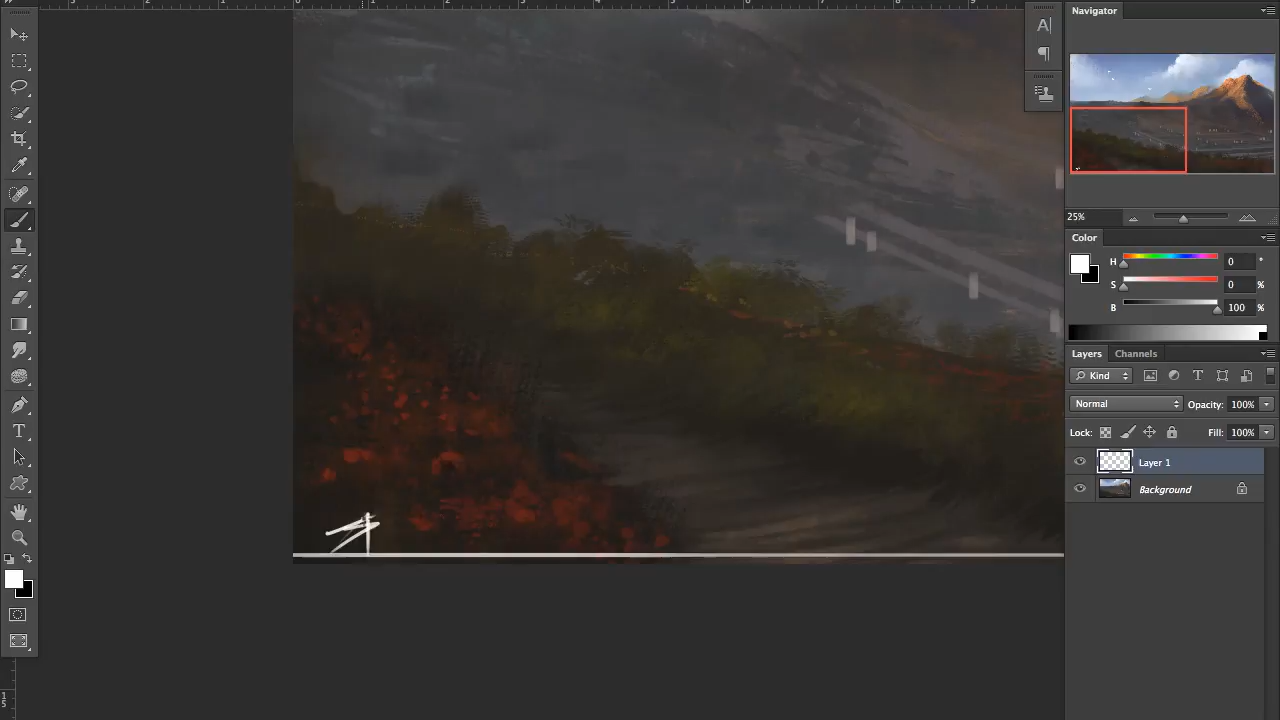 Navigator
25%
Color
H 0 °
S 0 %
B 100 %
Layers Channels
Kind
Normal Opacity: 100%
Lock: Fill: 100%
Layer 1
Background